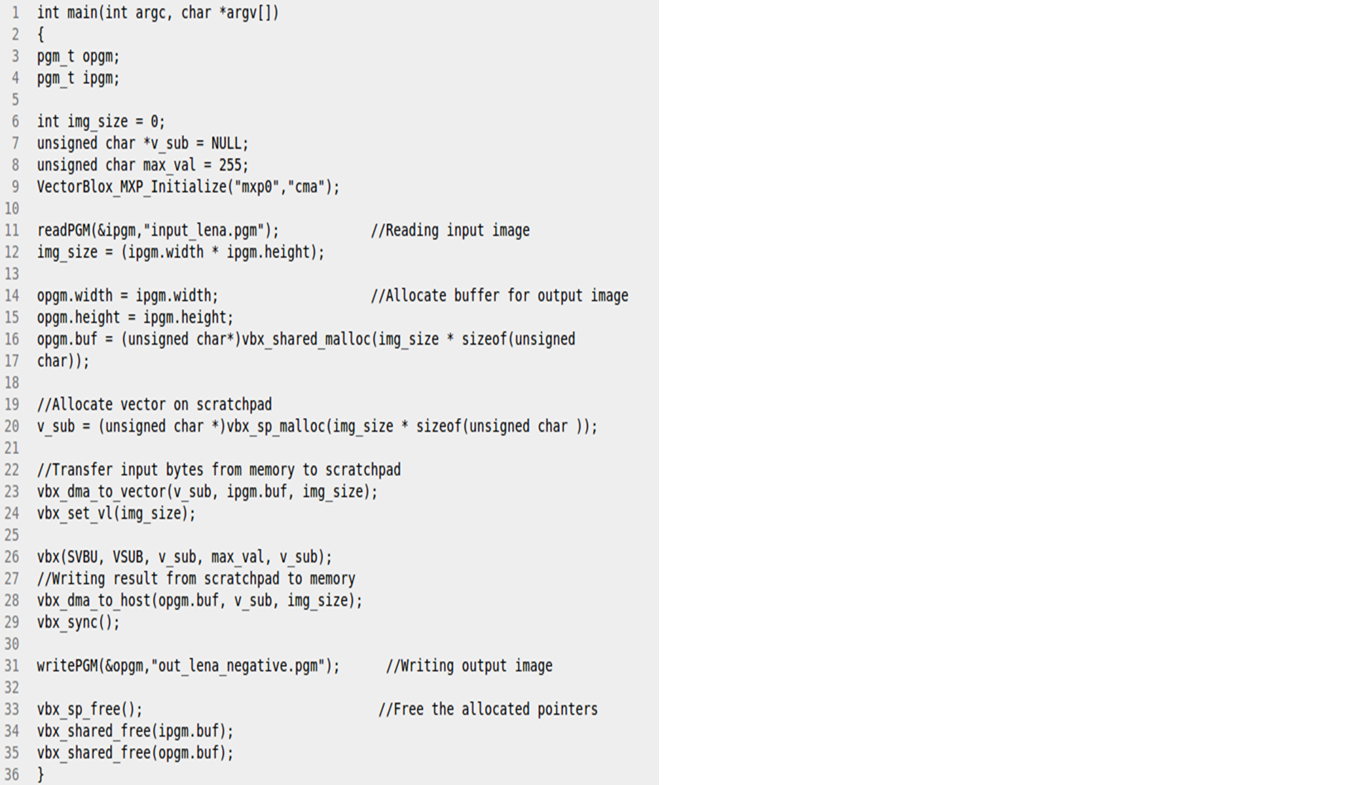 1 int main(int argc, char *argv[])
2 {
3 pgm_t opgm;
4 pgm_t ipgm;
5
6 int img_size = 0;
7 unsigned char *v_sub = NULL;
8 unsigned char max_val = 255;
9 VectorBlox_MXP_Initialize("mxp0","cma");
10
11 readPGM(&ipgm,"input_lena.pgm"); //Reading input image
12 img_size = (ipgm.width * ipgm.height);
13
14 opgm.width = ipgm.width; //Allocate buffer for output image
15 opgm.height = ipgm.height;
16 opgm.buf = (unsigned char*)vbx_shared_malloc(img_size * sizeof(unsigned
17 char));
18
19 //Allocate vector on scratchpad
20 v_sub = (unsigned char *)vbx_sp_malloc(img_size * sizeof(unsigned char ));
21
22 //Transfer input bytes from memory to scratchpad
23 vbx_dma_to_vector(v_sub, ipgm.buf, img_size);
24 vbx_set_vl(img_size);
25
26 vbx(SVBU, VSUB, v_sub, max_val, v_sub);
27 //Writing result from scratchpad to memory
28 vbx_dma_to_host(opgm.buf, v_sub, img_size);
29 vbx_sync();
30
31 writePGM(&opgm,"out_lena_negative.pgm"); //Writing output image
32
33 vbx_sp_free(); //Free the allocated pointers
34 vbx_shared_free(ipgm.buf);
35 vbx_shared_free(opgm.buf);
36 }